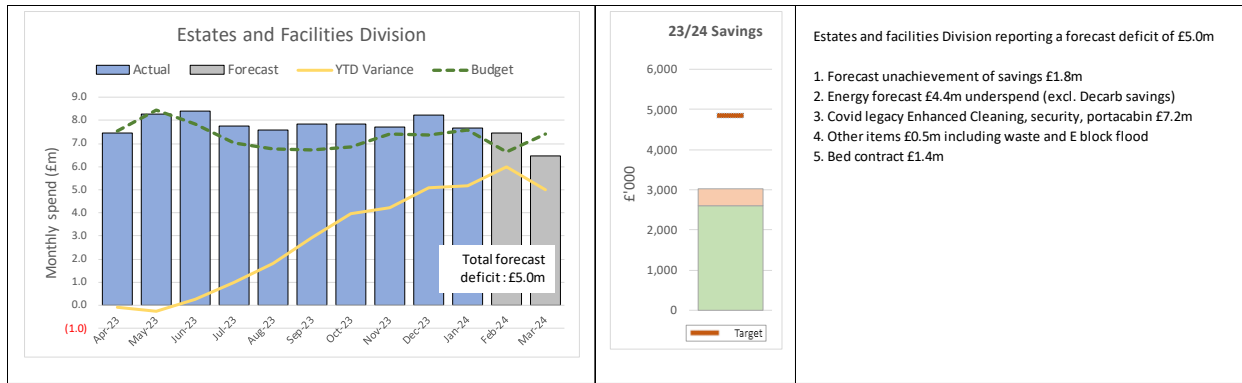 Estates and Facilities Division
Actual Forecast YTD Variance Budget
Monthly spend (£m)
9.0
8.0
7.0
6.0
5.0
4.0
3.0
2.0
1.0
0.0
(1.0)
Total forecast
deficit : £5.0m
Apr-23 May-23 Jun-23 Jul-23 Aug-23 Sep-23 Oct-23 Nov-23 Dec-23 Jan-24 Feb-24 Mar-24
23/24 Savings
£'000
6,000
5,000
4,000
3,000
2,000
1,000
0
Target
Estates and facilities Division reporting a forecast deficit of £5.0m
1. Forecast unachievement of savings £1.8m
2. Energy forecast £4.4m underspend (excl. Decarb savings)
3. Covid legacy Enhanced Cleaning, security, portacabin £7.2m
4. Other items £0.5m including waste and E block flood
5. Bed contract £1.4m